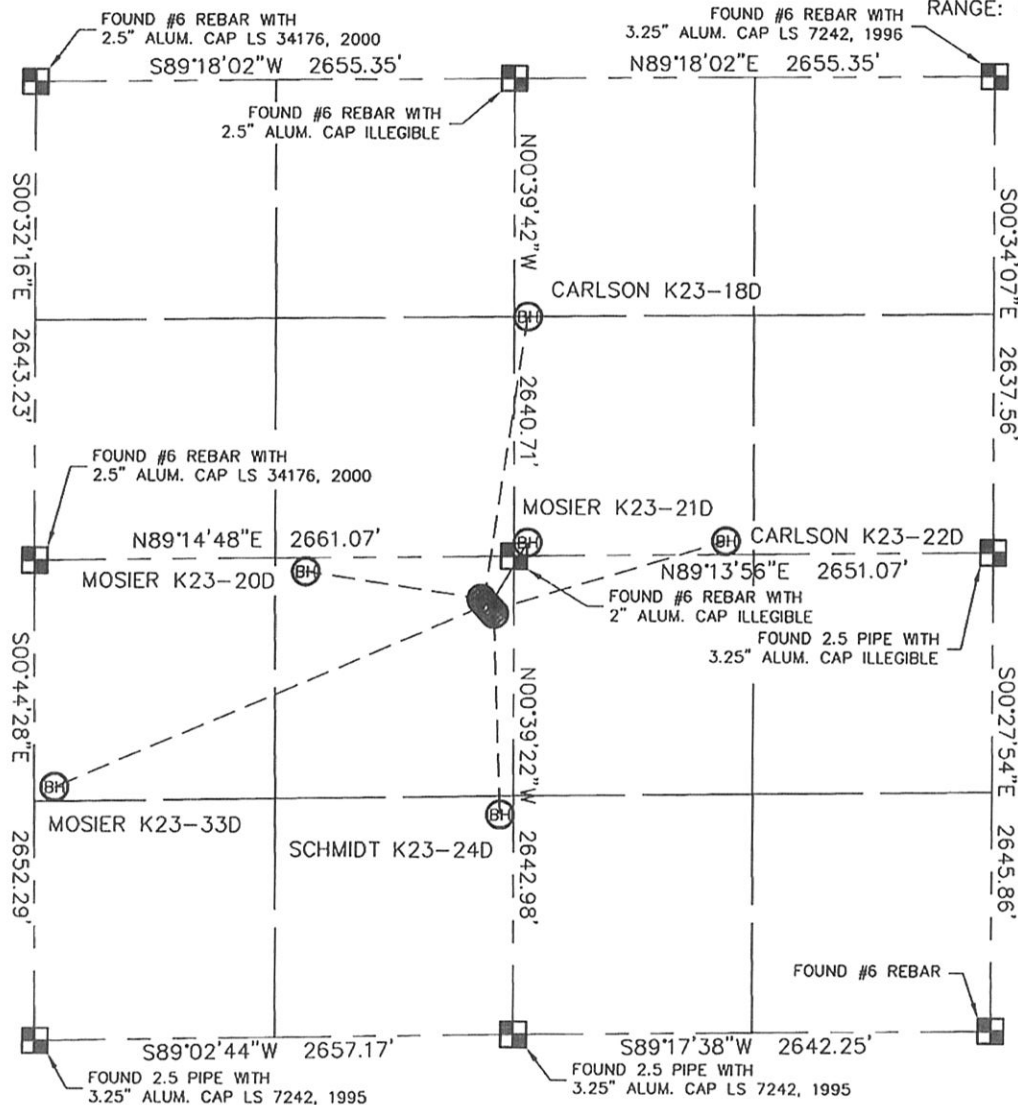 FOUND #6 REBAR WITH
2.5" ALUM. CAP LS 34176, 2000
FOUND #6 REBAR WITH
3.25" ALUM. CAP LS 7242, 1996
RANGE:
S89°18'02"W 2655.35'
N89°18'02"E 2655.35'
FOUND #6 REBAR WITH
2.5" ALUM. CAP ILLEGIBLE
S00°32'16"E 2643.23'
N00°39'42"W 2640.71'
S00°34'07"E 2637.56'
BH
CARLSON K23-18D
FOUND #6 REBAR WITH
2.5" ALUM. CAP LS 34176, 2000
N89°14'48"E 2661.07'
MOSIER K23-21D
BH
BH
CARLSON K23-22D
BH
MOSIER K23-20D
N89°13'56"E 2651.07'
FOUND #6 REBAR WITH
2" ALUM. CAP ILLEGIBLE
FOUND 2.5 PIPE WITH
3.25" ALUM. CAP ILLEGIBLE
S00°44'28"E 2652.29'
N00°39'22"W 2642.98'
S00°27'54"E 2645.86'
BH
MOSIER K23-33D
BH
SCHMIDT K23-24D
FOUND #6 REBAR
S89°02'44"W 2657.17'
S89°17'38"W 2642.25'
FOUND 2.5 PIPE WITH
3.25" ALUM. CAP LS 7242, 1995
FOUND 2.5 PIPE WITH
3.25" ALUM. CAP LS 7242, 1995